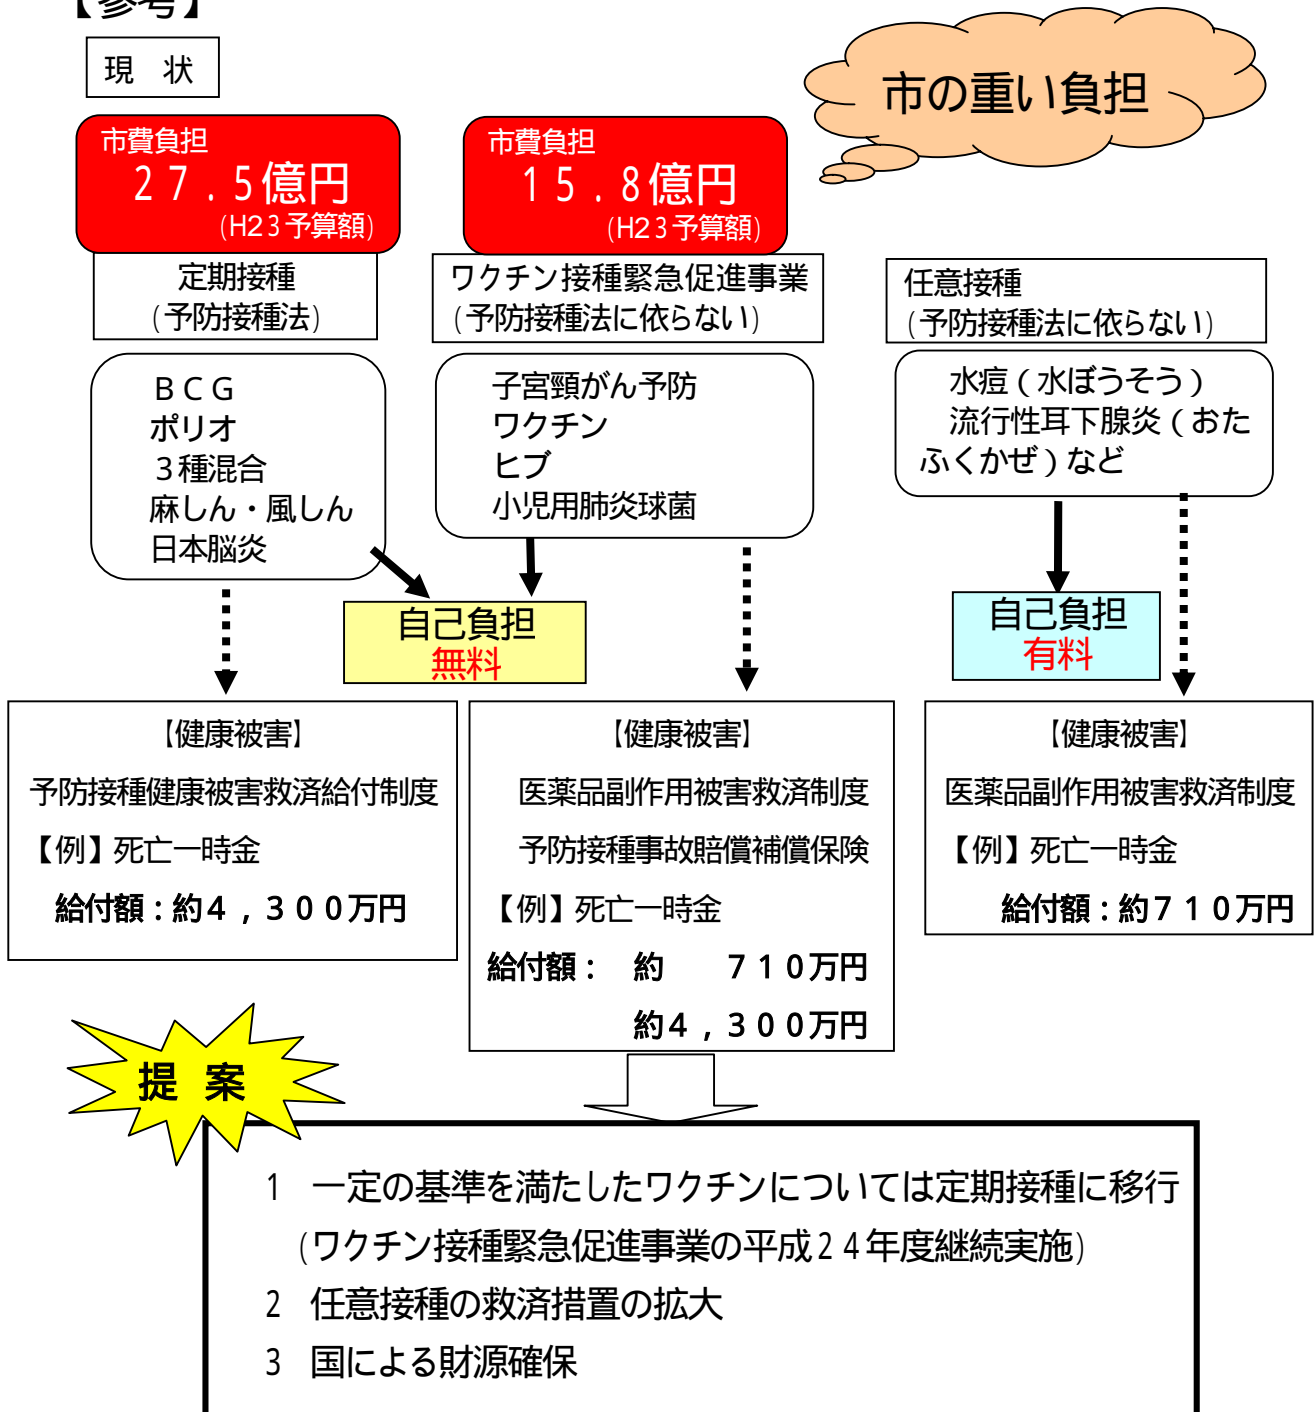 【参考】
現　状
市の重い負担
市費負担
２７．５億円
(H23予算額)
定期接種
(予防接種法)
市費負担
１５．８億円
(H23予算額)
ワクチン接種緊急促進事業
(予防接種法に依らない)
任意接種
(予防接種法に依らない)
ＢＣＧ
ポリオ
３種混合
麻しん・風しん
日本脳炎
子宮頸がん予防
ワクチン
ヒブ
小児用肺炎球菌
水痘（水ぼうそう）
流行性耳下腺炎（おた
ふくかぜ）など
自己負担
無料
自己負担
有料
【健康被害】
予防接種健康被害救済給付制度
【例】死亡一時金
給付額：約４，３００万円
【健康被害】
医薬品副作用被害救済制度
予防接種事故賠償補償保険
【例】死亡一時金
給付額：　約　　７１０万円
約４，３００万円
【健康被害】
医薬品副作用被害救済制度
【例】死亡一時金
給付額：約７１０万円
提　案
1　一定の基準を満たしたワクチンについては定期接種に移行
(ワクチン接種緊急促進事業の平成２４年度継続実施)
2　任意接種の救済措置の拡大
3　国による財源確保